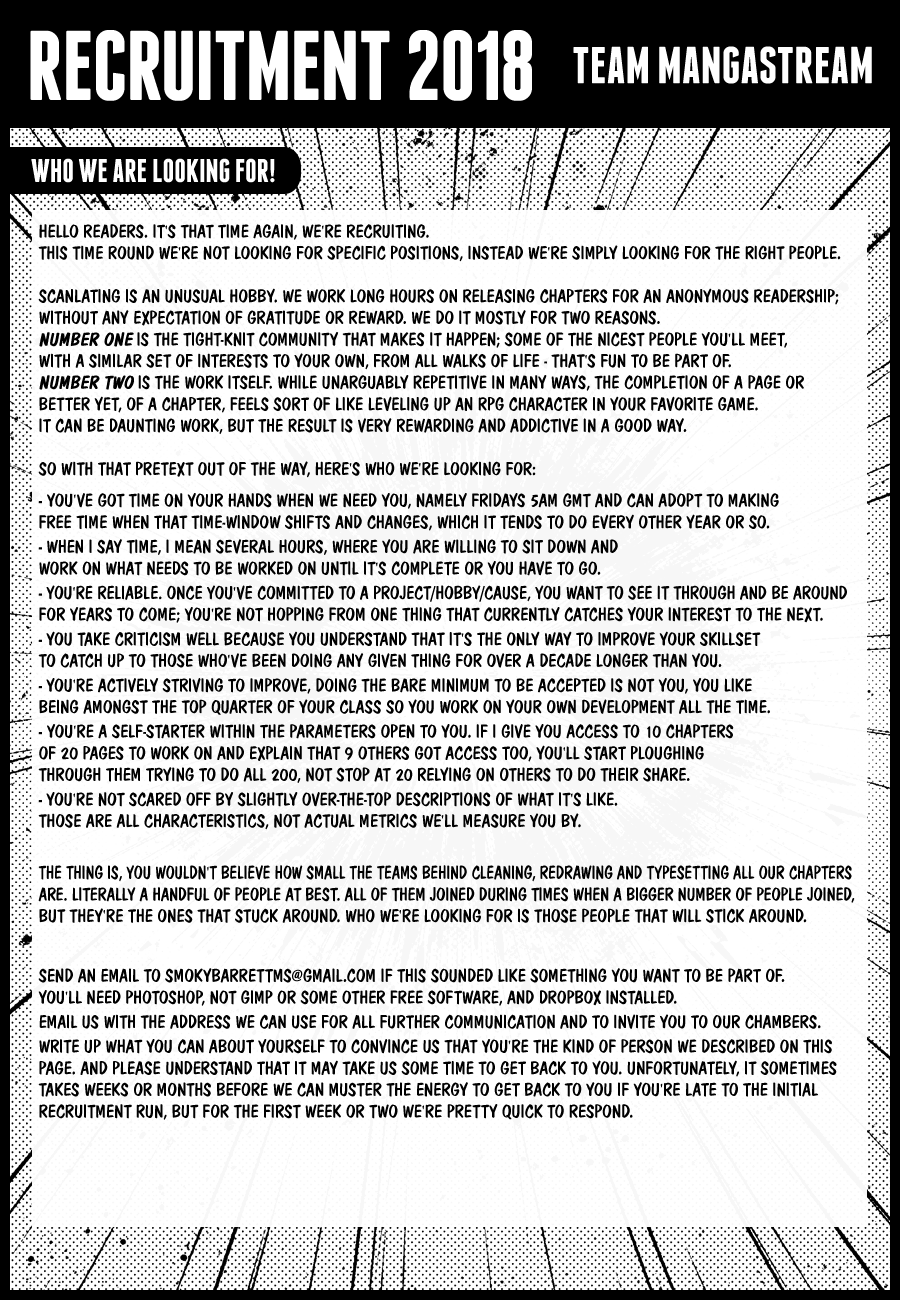 RECRUITMENT 2018 TEAM MANGASTREAM
WHO WE ARE LOOKING FOR!
HELLO READERS. IT'S THAT TIME AGAIN, WE'RE RECRUITING.
THIS TIME ROUND WE'RE NOT LOOKING FOR SPECIFIC POSITIONS, INSTEAD WE'RE SIMPLY LOOKING FOR THE RIGHT PEOPLE.
SCANLATING IS AN UNUSUAL HOBBY. WE WORK LONG HOURS ON RELEASING CHAPTERS FOR AN ANONYMOUS READERSHIP;
WITHOUT ANY EXPECTATION OF GRATITUDE OR REWARD. WE DO IT MOSTLY FOR TWO REASONS.
NUMBER ONE IS THE TIGHT-KNIT COMMUNITY THAT MAKES IT HAPPEN; SOME OF THE NICEST PEOPLE YOU'LL MEET,
WITH A SIMILAR SET OF INTERESTS TO YOUR OWN, FROM ALL WALKS OF LIFE - THAT'S FUN TO BE PART OF.
NUMBER TWO IS THE WORK ITSELF. WHILE UNARGUABLY REPETITIVE IN MANY WAYS, THE COMPLETION OF A PAGE OR
BETTER YET, OF A CHAPTER, FEELS SORT OF LIKE LEVELING UP AN RPG CHARACTER IN YOUR FAVORITE GAME.
IT CAN BE DAUNTING WORK, BUT THE RESULT IS VERY REWARDING AND ADDICTIVE IN A GOOD WAY.
SO WITH THAT PRETEXT OUT OF THE WAY, HERE'S WHO WE'RE LOOKING FOR:
- YOU'VE GOT TIME ON YOUR HANDS WHEN WE NEED YOU, NAMELY FRIDAYS 5AM GMT AND CAN ADOPT TO MAKING
FREE TIME WHEN THAT TIME-WINDOW SHIFTS AND CHANGES, WHICH IT TENDS TO DO EVERY OTHER YEAR OR SO.
- WHEN I SAY TIME, I MEAN SEVERAL HOURS, WHERE YOU ARE WILLING TO SIT DOWN AND
WORK ON WHAT NEEDS TO BE WORKED ON UNTIL IT'S COMPLETE OR YOU HAVE TO GO.
- YOU'RE RELIABLE. ONCE YOU'VE COMMITTED TO A PROJECT/HOBBY/CAUSE, YOU WANT TO SEE IT THROUGH AND BE AROUND
FOR YEARS TO COME; YOU'RE NOT HOPPING FROM ONE THING THAT CURRENTLY CATCHES YOUR INTEREST TO THE NEXT.
- YOU TAKE CRITICISM WELL BECAUSE YOU UNDERSTAND THAT IT'S THE ONLY WAY TO IMPROVE YOUR SKILLSET
TO CATCH UP TO THOSE WHO'VE BEEN DOING ANY GIVEN THING FOR OVER A DECADE LONGER THAN YOU.
- YOU'RE ACTIVELY STRIVING TO IMPROVE, DOING THE BARE MINIMUM TO BE ACCEPTED IS NOT YOU, YOU LIKE
BEING AMONGST THE TOP QUARTER OF YOUR CLASS SO YOU WORK ON YOUR OWN DEVELOPMENT ALL THE TIME.
- YOU'RE A SELF-STARTER WITHIN THE PARAMETERS OPEN TO YOU. IF I GIVE YOU ACCESS TO 10 CHAPTERS
OF 20 PAGES TO WORK ON AND EXPLAIN THAT 9 OTHERS GOT ACCESS TOO, YOU'LL START PLOUGHING
THROUGH THEM TRYING TO DO ALL 200, NOT STOP AT 20 RELYING ON OTHERS TO DO THEIR SHARE.
- YOU'RE NOT SCARED OFF BY SLIGHTLY OVER-THE-TOP DESCRIPTIONS OF WHAT IT'S LIKE.
THOSE ARE ALL CHARACTERISTICS, NOT ACTUAL METRICS WE'LL MEASURE YOU BY.
THE THING IS, YOU WOULDN'T BELIEVE HOW SMALL THE TEAMS BEHIND CLEANING, REDRAWING AND TYPESETTING ALL OUR CHAPTERS
ARE. LITERALLY A HANDFUL OF PEOPLE AT BEST. ALL OF THEM JOINED DURING TIMES WHEN A BIGGER NUMBER OF PEOPLE JOINED,
BUT THEY'RE THE ONES THAT STUCK AROUND. WHO WE'RE LOOKING FOR IS THOSE PEOPLE THAT WILL STICK AROUND.
SEND AN EMAIL TO SMOKYBARRETTMS@GMAIL.COM IF THIS SOUNDED LIKE SOMETHING YOU WANT TO BE PART OF.
YOU'LL NEED PHOTOSHOP, NOT GIMP OR SOME OTHER FREE SOFTWARE, AND DROPBOX INSTALLED.
EMAIL US WITH THE ADDRESS WE CAN USE FOR ALL FURTHER COMMUNICATION AND TO INVITE YOU TO OUR CHAMBERS.
WRITE UP WHAT YOU CAN ABOUT YOURSELF TO CONVINCE US THAT YOU'RE THE KIND OF PERSON WE DESCRIBED ON THIS
PAGE. AND PLEASE UNDERSTAND THAT IT MAY TAKE US SOME TIME TO GET BACK TO YOU. UNFORTUNATELY, IT SOMETIMES
TAKES WEEKS OR MONTHS BEFORE WE CAN MUSTER THE ENERGY TO GET BACK TO YOU IF YOU'RE LATE TO THE INITIAL
RECRUITMENT RUN, BUT FOR THE FIRST WEEK OR TWO WE'RE PRETTY QUICK TO RESPOND.